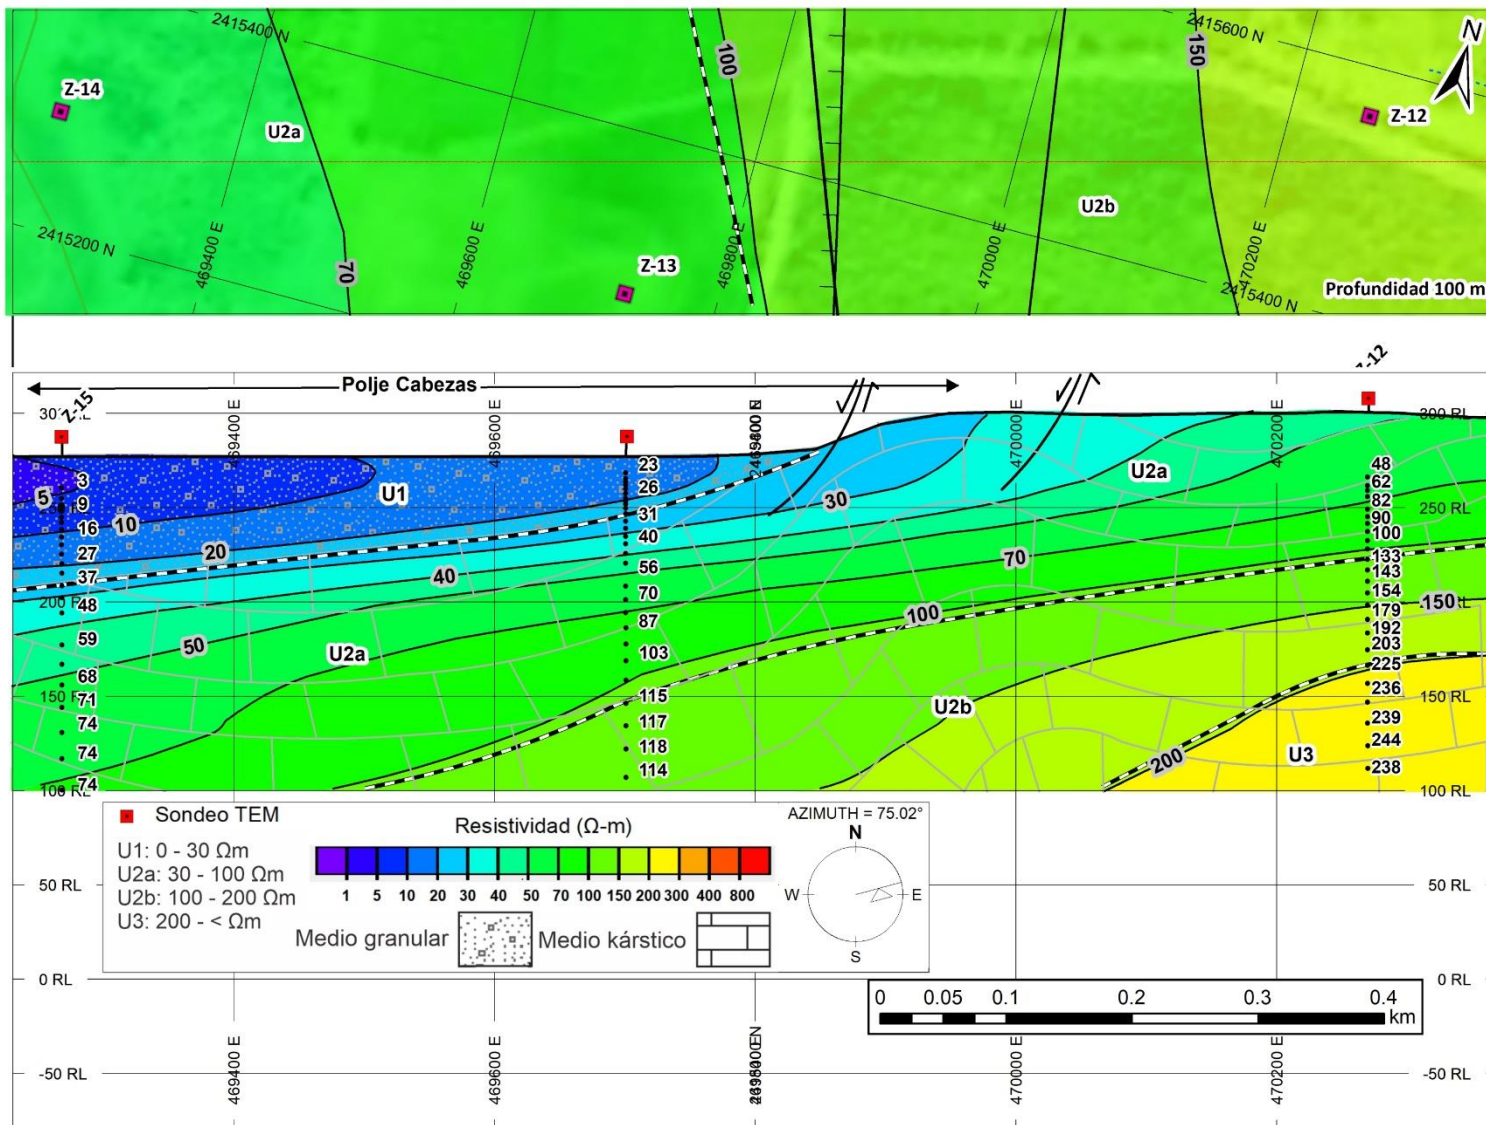 2415400 N
2415600 N
N
100
150
Z-14
Z-12
U2a
U2b
2415200 N
469400 E
469600 E
469800 E
470000 E
470200 E
70
Z-13
2415400 N
Profundidad 100 m
Polje Cabezas
Z-15
300 RL
469400 E
469600 E
470000 E
470200 E
300 RL
U1
U2a
5
10
20
30
40
50
70
100
150
200
250 RL
200 RL
200 RL
150 RL
150 RL
100 RL
100 RL
U2a
U2b
U3
3
9
16
27
37
48
59
68
71
74
74
74
23
26
31
40
56
70
87
103
115
117
118
114
48
62
82
90
100
133
143
154
179
192
203
225
236
239
244
238
Sondeo TEM
U1: 0 - 30 Ωm
U2a: 30 - 100 Ωm
U2b: 100 - 200 Ωm
U3: 200 - < Ωm
Resistividad (Ω-m)
1 5 10 20 30 40 50 70 100 150 200 300 400 800
Medio granular
Medio kárstico
AZIMUTH = 75.02°
N
W
E
S
50 RL
50 RL
0 RL
0 RL
0 0.05 0.1 0.2 0.3 0.4
km
-50 RL
-50 RL
469400 E
469600 E
470000 E
470200 E